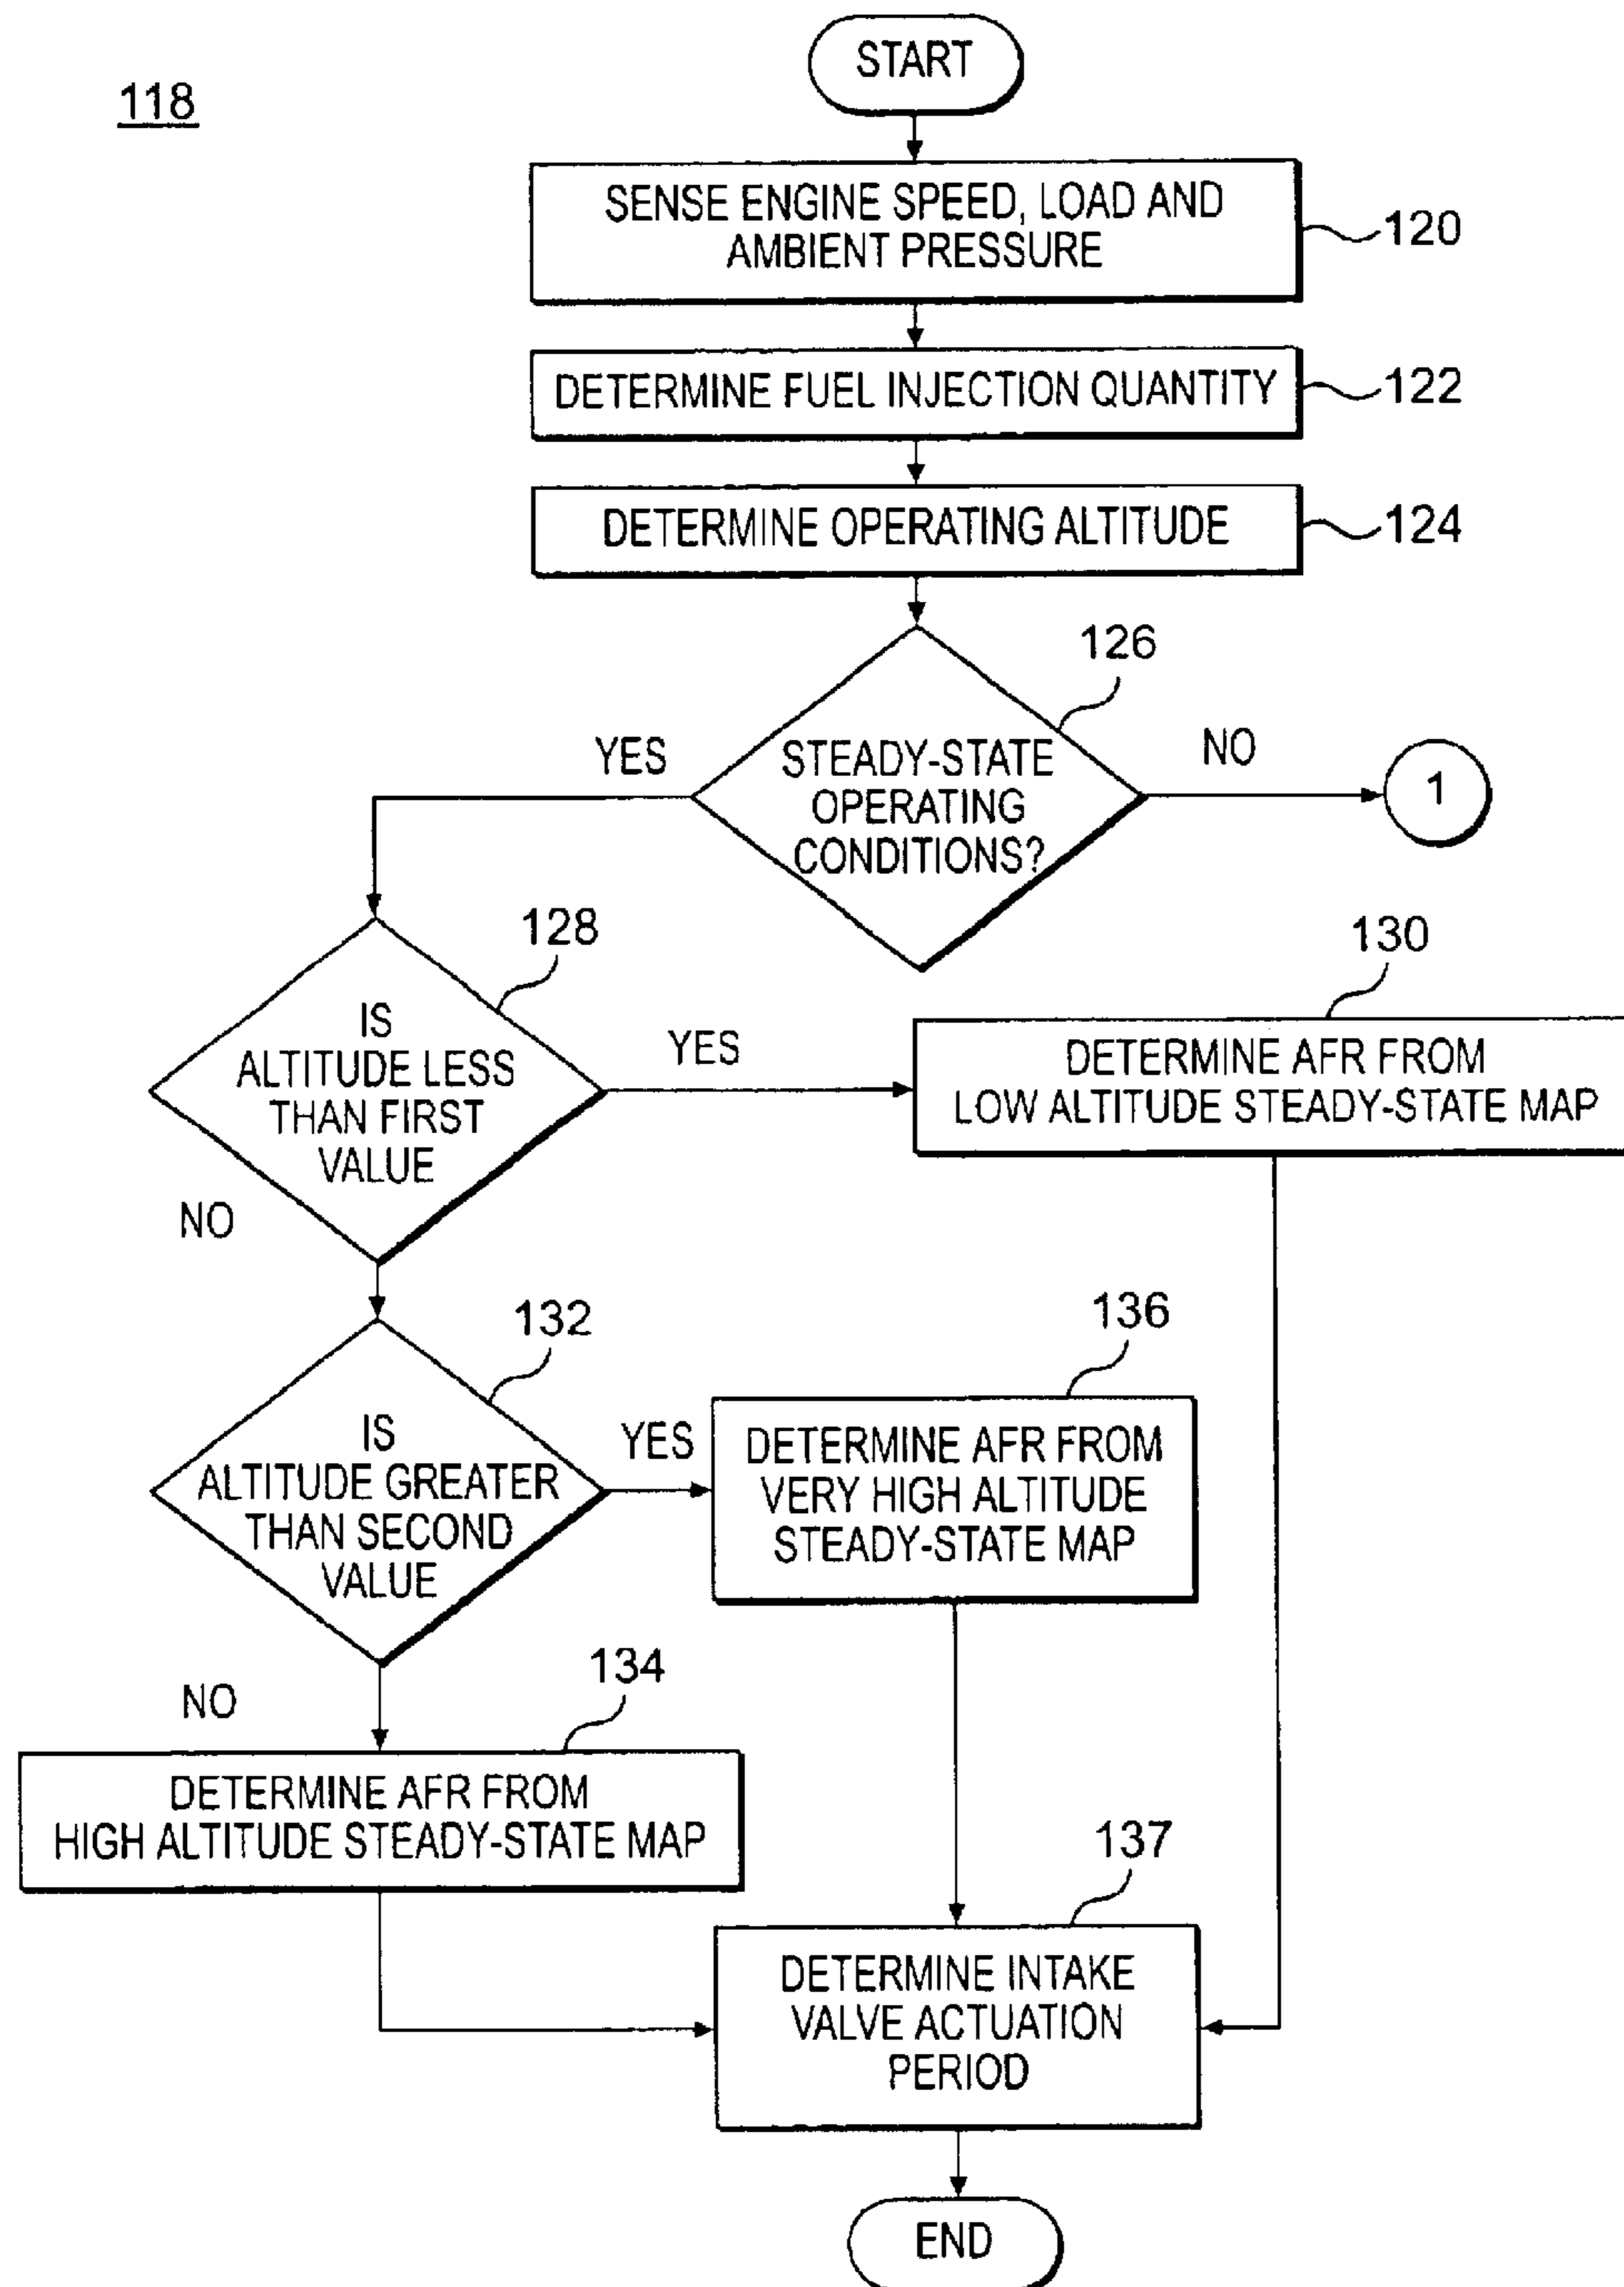 START
118
SENSE ENGINE SPEED, LOAD AND
AMBIENT PRESSURE
120
DETERMINE FUEL INJECTION QUANTITY
122
DETERMINE OPERATING ALTITUDE
124
126
YES
STEADY-STATE
OPERATING
CONDITIONS?
NO
1
128
IS
ALTITUDE LESS
THAN FIRST
VALUE
YES
130
DETERMINE AFR FROM
LOW ALTITUDE STEADY-STATE MAP
NO
132
IS
ALTITUDE GREATER
THAN SECOND
VALUE
YES
136
DETERMINE AFR FROM
VERY HIGH ALTITUDE
STEADY-STATE MAP
NO
134
DETERMINE AFR FROM
HIGH ALTITUDE STEADY-STATE MAP
137
DETERMINE INTAKE
VALVE ACTUATION
PERIOD
END